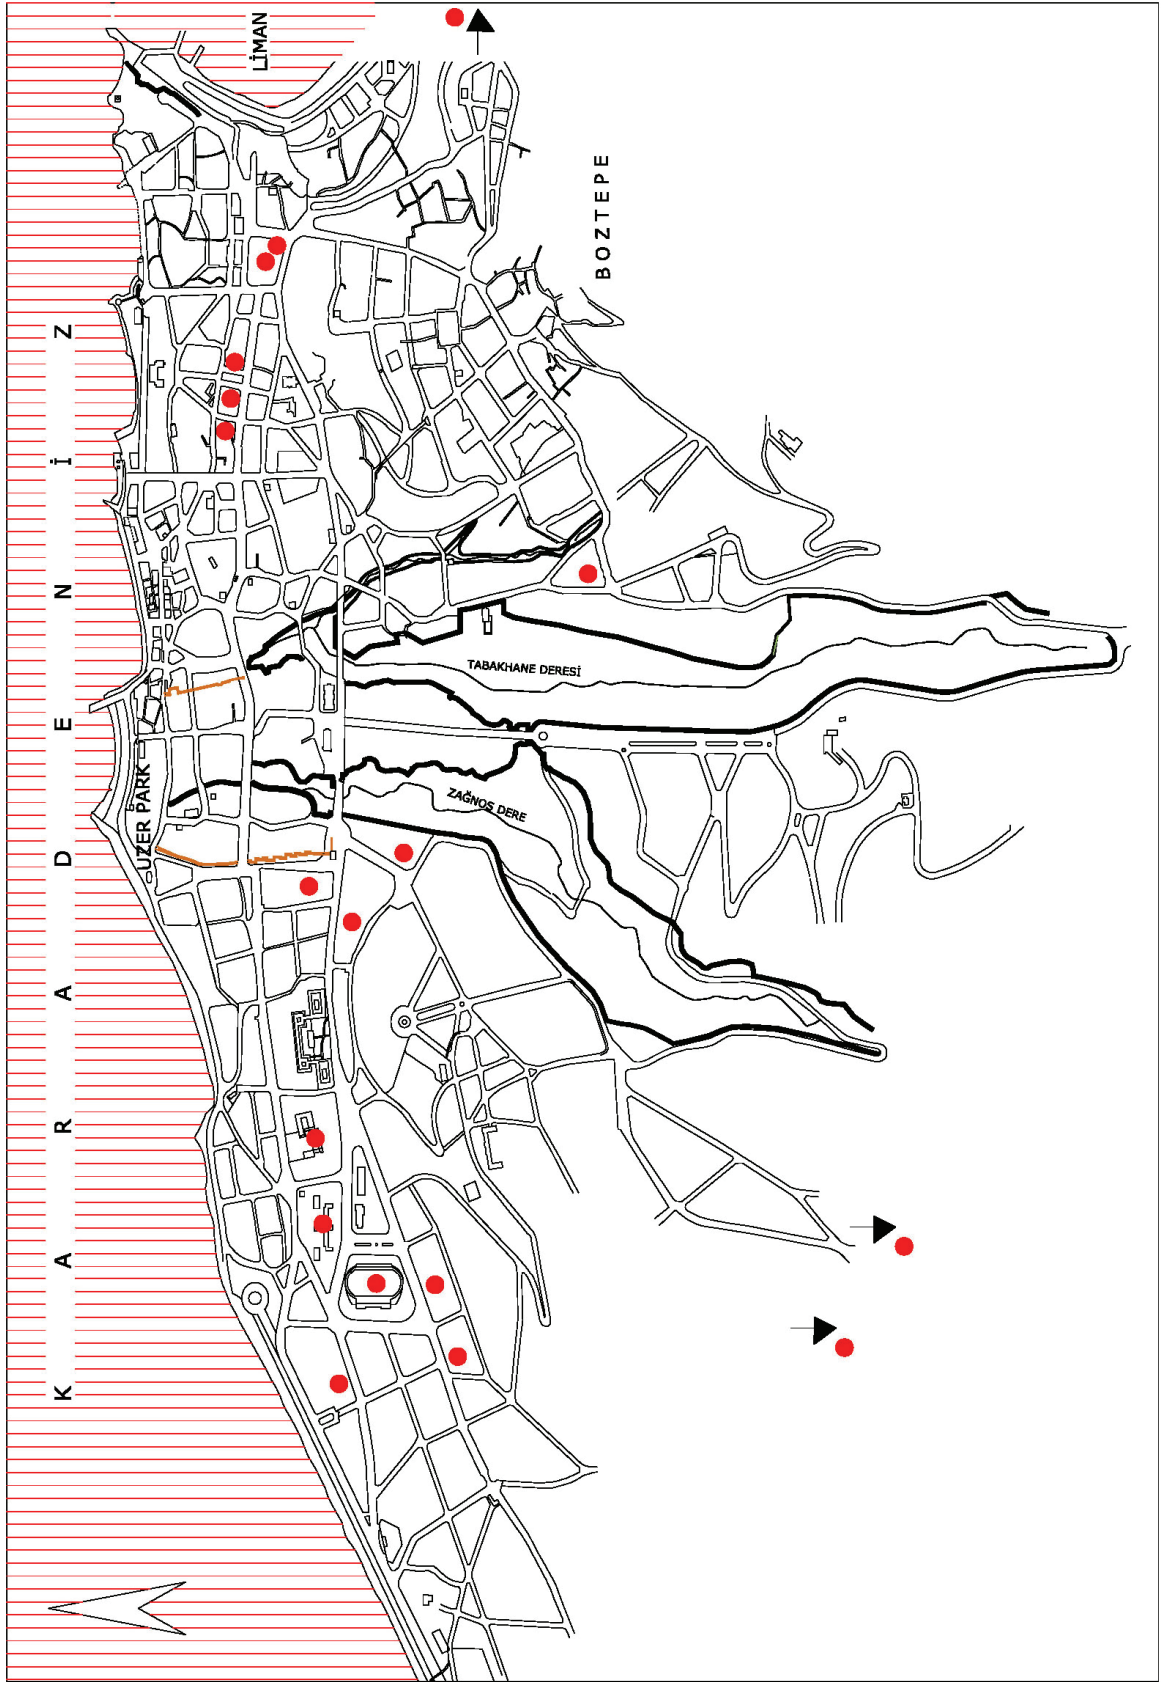 KARADENİZ
LİMAN
BOZTEPE
UZER PARK
TABAKHANE DERESİ
ZAĞNOS DERE